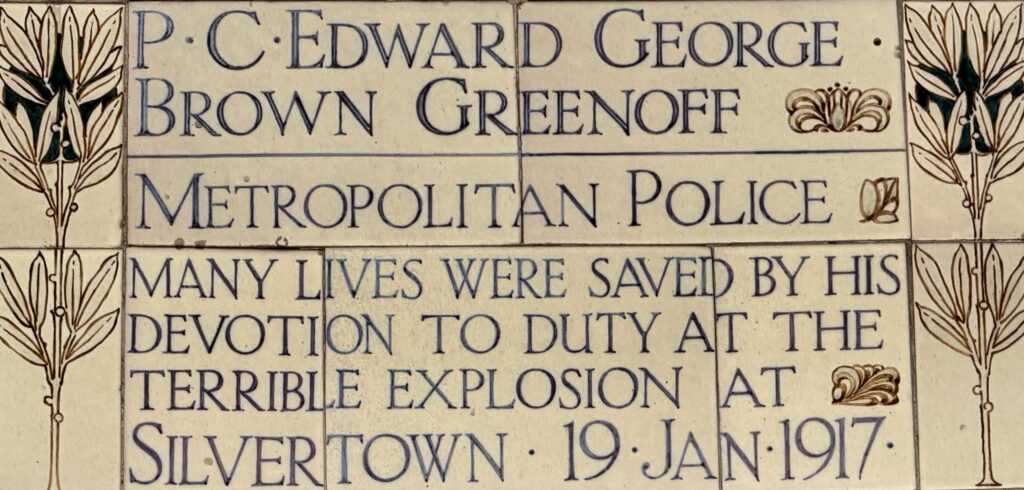 P·C·EDWARD GEORGE ·
BROWN GREENOFF
METROPOLITAN POLICE
MANY LIVES WERE SAVED BY HIS
DEVOTION TO DUTY AT THE
TERRIBLE EXPLOSION AT
SILVERTOWN · 19 · JAN · 1917 ·